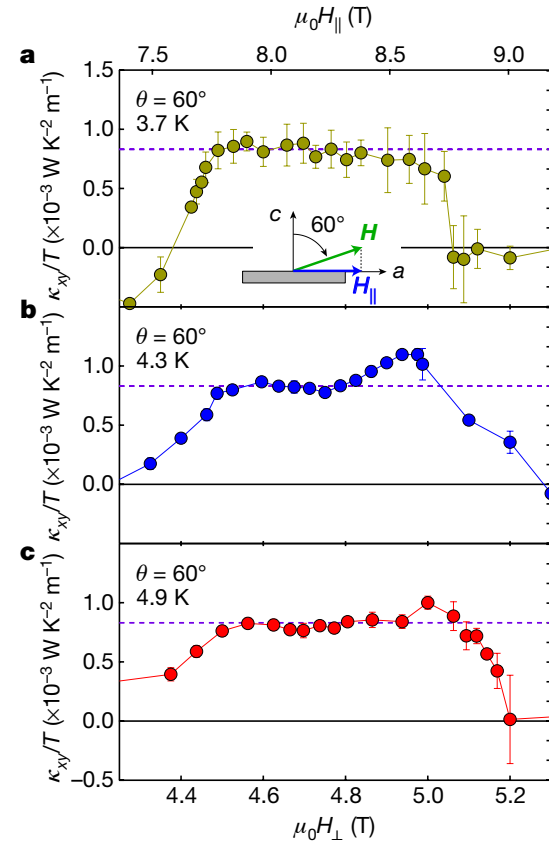 μ₀H∥ (T)
7.5 8.0 8.5 9.0
a
1.5
1.0
0.5
0.0
κxy/T (×10⁻³ W K⁻² m⁻¹)
θ = 60°
3.7 K
c
60°
H
a
H∥
b
1.0
0.5
0.0
κxy/T (×10⁻³ W K⁻² m⁻¹)
θ = 60°
4.3 K
c
1.0
0.5
0.0
−0.5
κxy/T (×10⁻³ W K⁻² m⁻¹)
θ = 60°
4.9 K
4.4 4.6 4.8 5.0 5.2
μ₀H⊥ (T)